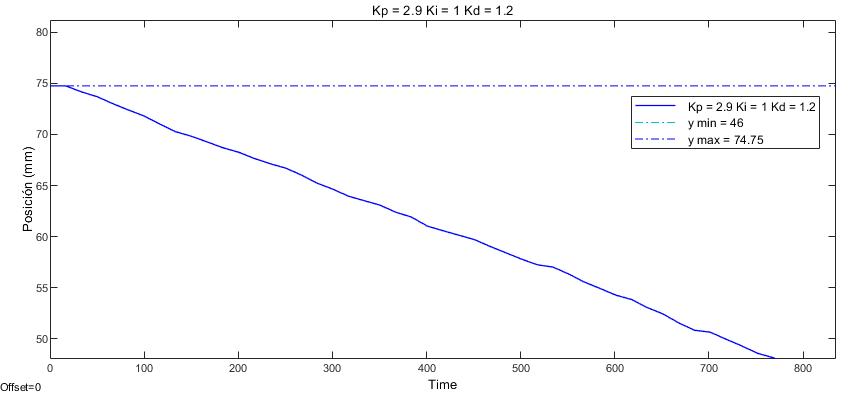 Kp = 2.9 Ki = 1 Kd = 1.2
80
75
70
65
60
55
50
Posición (mm)
Kp = 2.9 Ki = 1 Kd = 1.2
y min = 46
y max = 74.75
0 100 200 300 400 500 600 700 800
Time
Offset=0